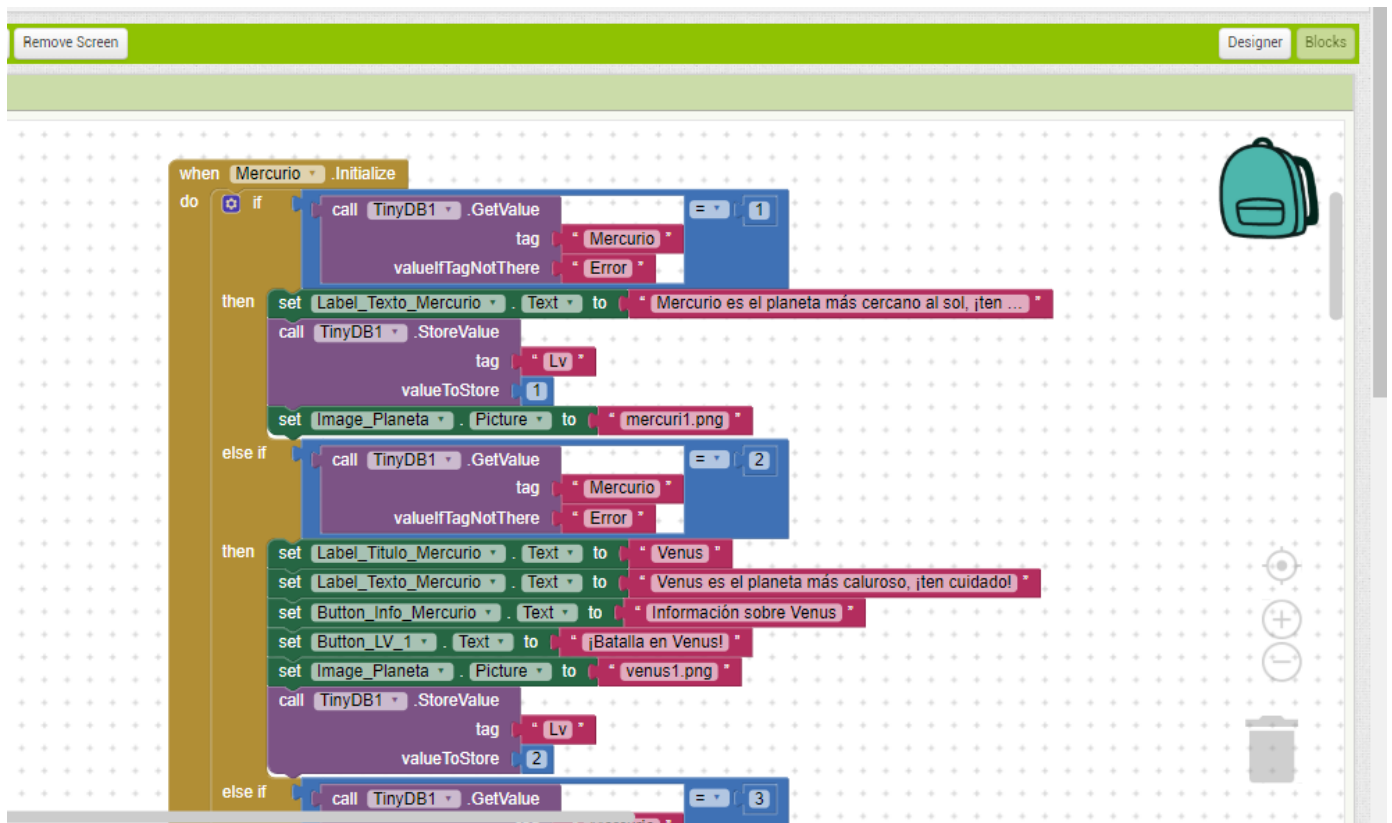 Remove Screen Designer Blocks
when Mercurio .Initialize
do if call TinyDB1 .GetValue = 1
tag " Mercurio "
valueIfTagNotThere " Error "
then set Label_Texto_Mercurio . Text to " Mercurio es el planeta más cercano al sol, ¡ten ... "
call TinyDB1 .StoreValue
tag " Lv "
valueToStore 1
set Image_Planeta . Picture to " mercuri1.png "
else if call TinyDB1 .GetValue = 2
tag " Mercurio "
valueIfTagNotThere " Error "
then set Label_Titulo_Mercurio . Text to " Venus "
set Label_Texto_Mercurio . Text to " Venus es el planeta más caluroso, ¡ten cuidado! "
set Button_Info_Mercurio . Text to " Información sobre Venus "
set Button_LV_1 . Text to " ¡Batalla en Venus! "
set Image_Planeta . Picture to " venus1.png "
call TinyDB1 .StoreValue
tag " Lv "
valueToStore 2
else if call TinyDB1 .GetValue = 3